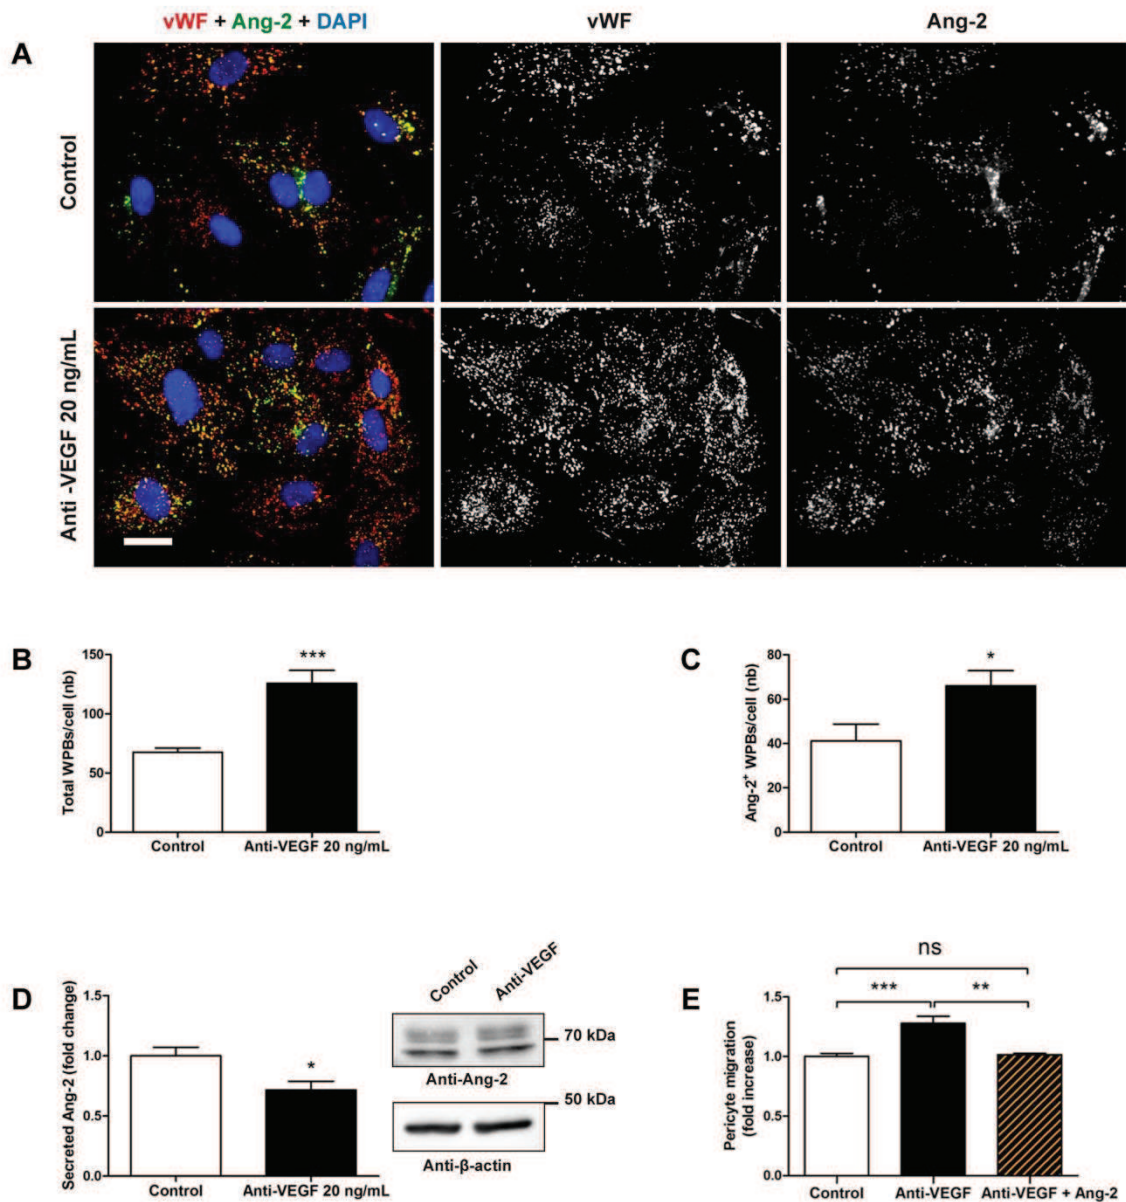 vWF + Ang-2 + DAPI
vWF
Ang-2
A
Control
Anti -VEGF 20 ng/mL
B
Total WPBs/cell (nb)
150
100
50
0
***
Control
Anti-VEGF 20 ng/mL
C
Ang-2⁺ WPBs/cell (nb)
80
60
40
20
0
*
Control
Anti-VEGF 20 ng/mL
D
Secreted Ang-2 (fold change)
1.5
1.0
0.5
0.0
*
Control
Anti-VEGF 20 ng/mL
Control
Anti-VEGF
70 kDa
Anti-Ang-2
50 kDa
Anti-β-actin
E
Pericyte migration
(fold increase)
1.5
1.0
0.5
0.0
ns
***
**
Control
Anti-VEGF
Anti-VEGF + Ang-2